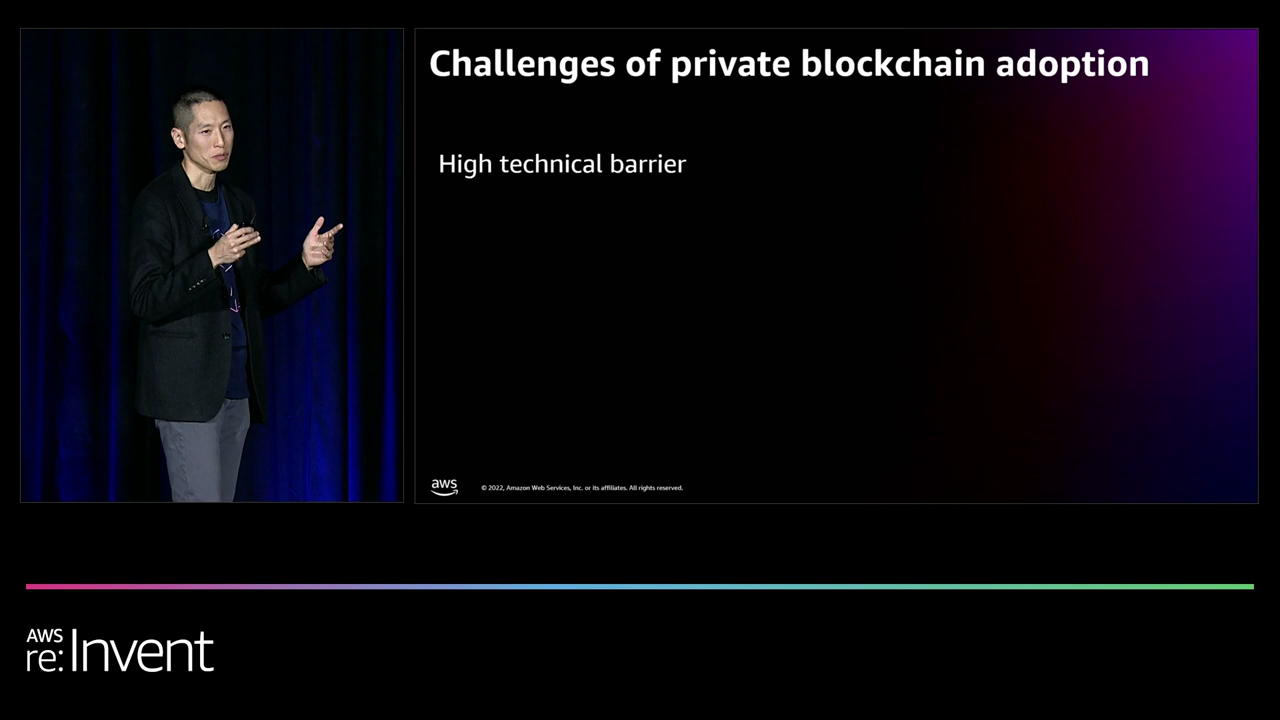 Challenges of private blockchain adoption
High technical barrier
aws
© 2022, Amazon Web Services, Inc. or its affiliates. All rights reserved.
AWS
re:Invent